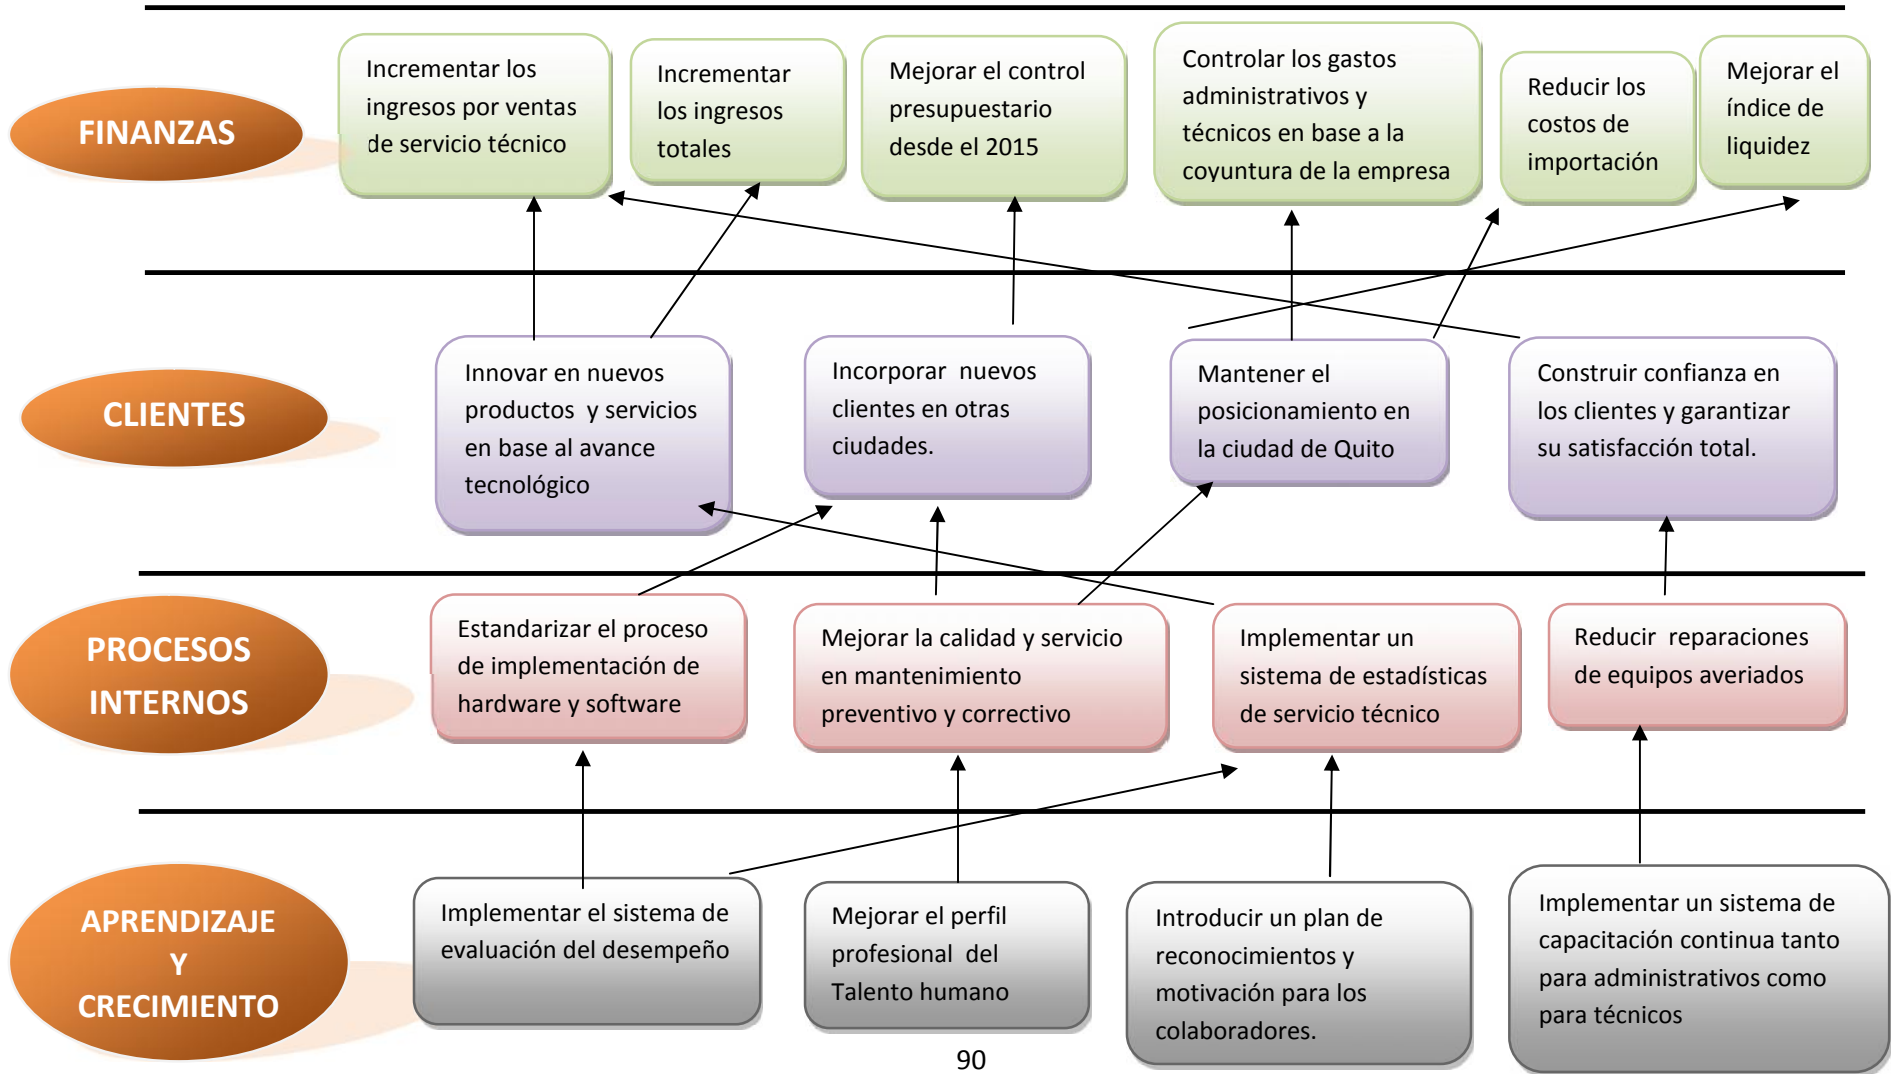 FINANZAS
Incrementar los
ingresos por ventas
de servicio técnico
Incrementar
los ingresos
totales
Mejorar el control
presupuestario
desde el 2015
Controlar los gastos
administrativos y
técnicos en base a la
coyuntura de la empresa
Reducir los
costos de
importación
Mejorar el
índice de
liquidez
CLIENTES
Innovar en nuevos
productos y servicios
en base al avance
tecnológico
Incorporar nuevos
clientes en otras
ciudades.
Mantener el
posicionamiento en
la ciudad de Quito
Construir confianza en
los clientes y garantizar
su satisfacción total.
PROCESOS
INTERNOS
Estandarizar el proceso
de implementación de
hardware y software
Mejorar la calidad y servicio
en mantenimiento
preventivo y correctivo
Implementar un
sistema de estadísticas
de servicio técnico
Reducir reparaciones
de equipos averiados
APRENDIZAJE
Y
CRECIMIENTO
Implementar el sistema de
evaluación del desempeño
Mejorar el perfil
profesional del
Talento humano
Introducir un plan de
reconocimientos y
motivación para los
colaboradores.
Implementar un sistema de
capacitación continua tanto
para administrativos como
para técnicos
90